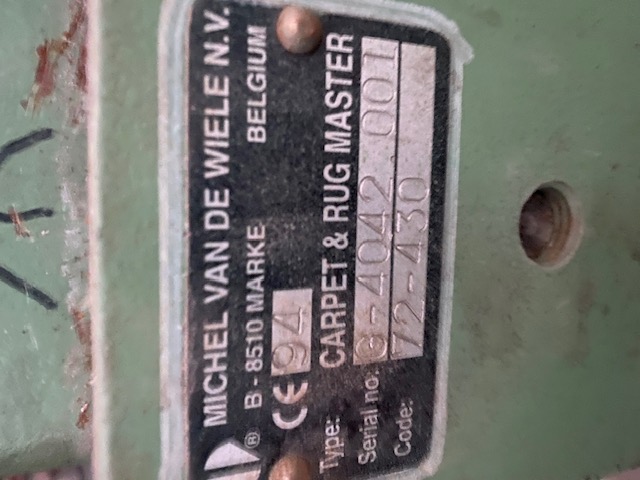 MICHEL VAN DE WIELE N.V.
B - 8510 MARKE BELGIUM
CE 94
Type: CARPET & RUG MASTER
Serial no. G-4042.001
Code: 72-430